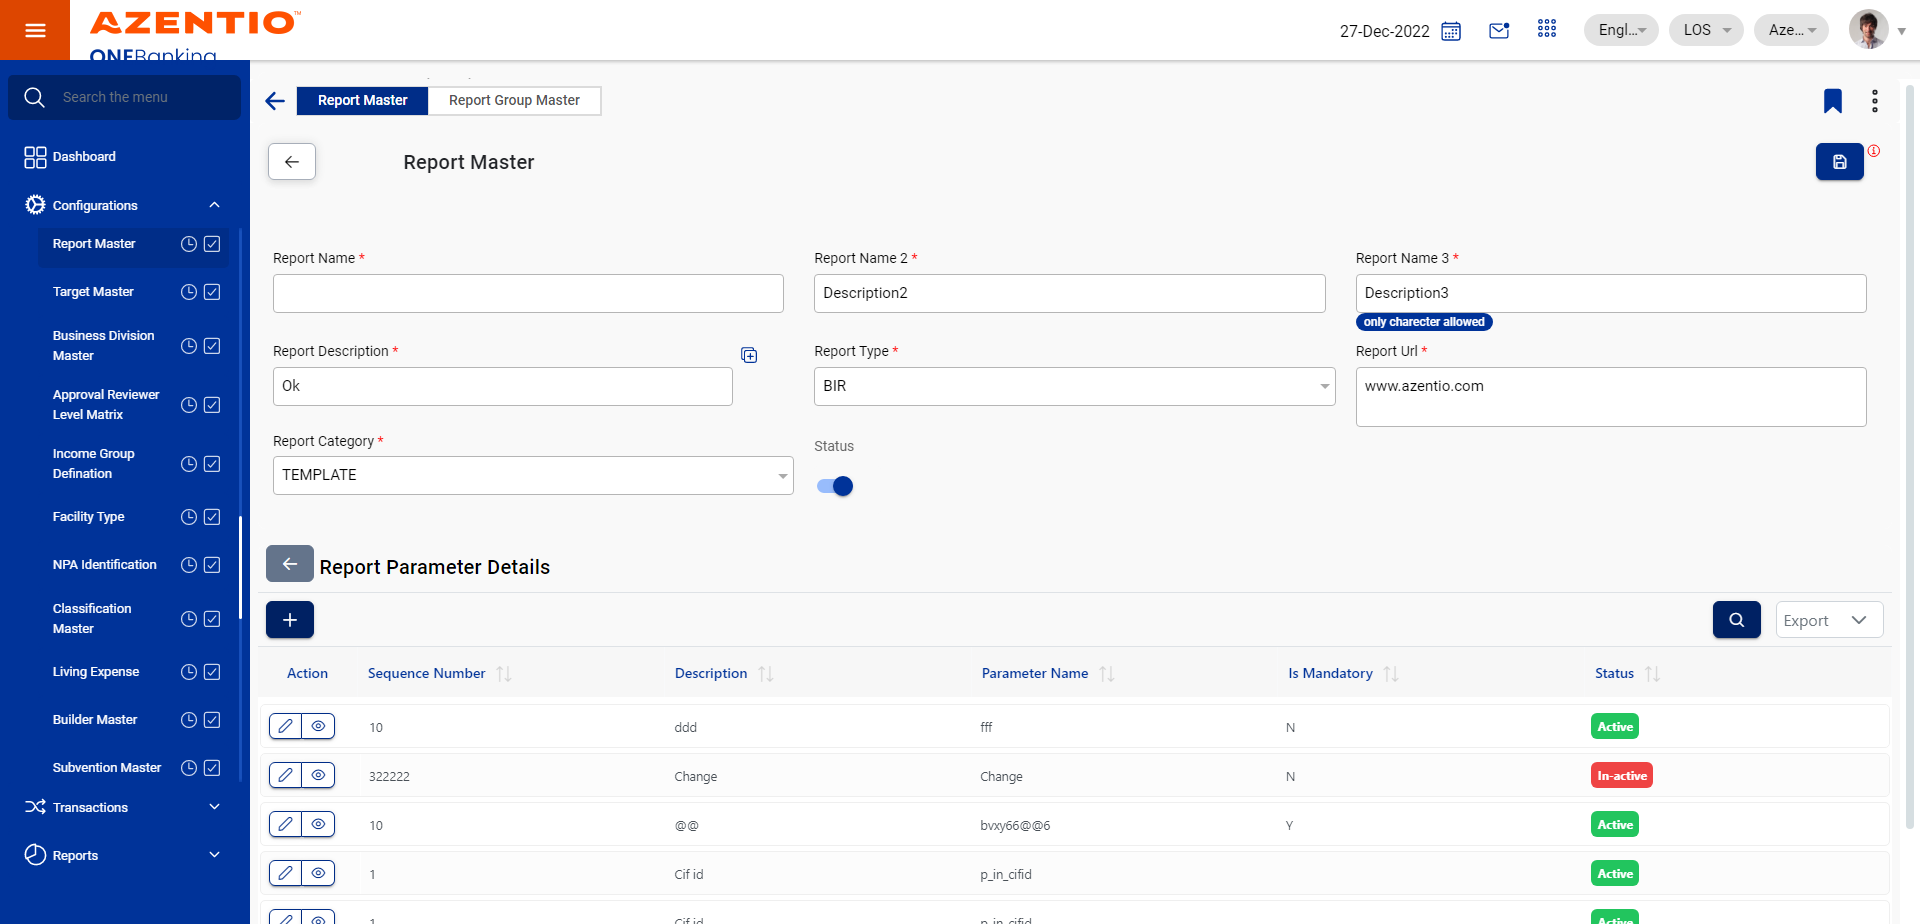 AZENTIO™
ONEBanking
27-Dec-2022
Engl...
LOS
Aze...
Search the menu
Dashboard
Configurations
Report Master
Target Master
Business Division
Master
Approval Reviewer
Level Matrix
Income Group
Defination
Facility Type
NPA Identification
Classification
Master
Living Expense
Builder Master
Subvention Master
Transactions
Reports
Report Master
Report Group Master
Report Master
Report Name *
Report Name 2 *
Description2
Report Name 3 *
Description3
only charecter allowed
Report Description *
Ok
Report Type *
BIR
Report Url *
www.azentio.com
Report Category *
TEMPLATE
Status
Report Parameter Details
Export
Action Sequence Number Description Parameter Name Is Mandatory Status
10 ddd fff N Active
322222 Change Change N In-active
10 @@ bvxy66@@6 Y Active
1 Cif id p_in_cifid Active
1 Cif id p_in_cifid Active